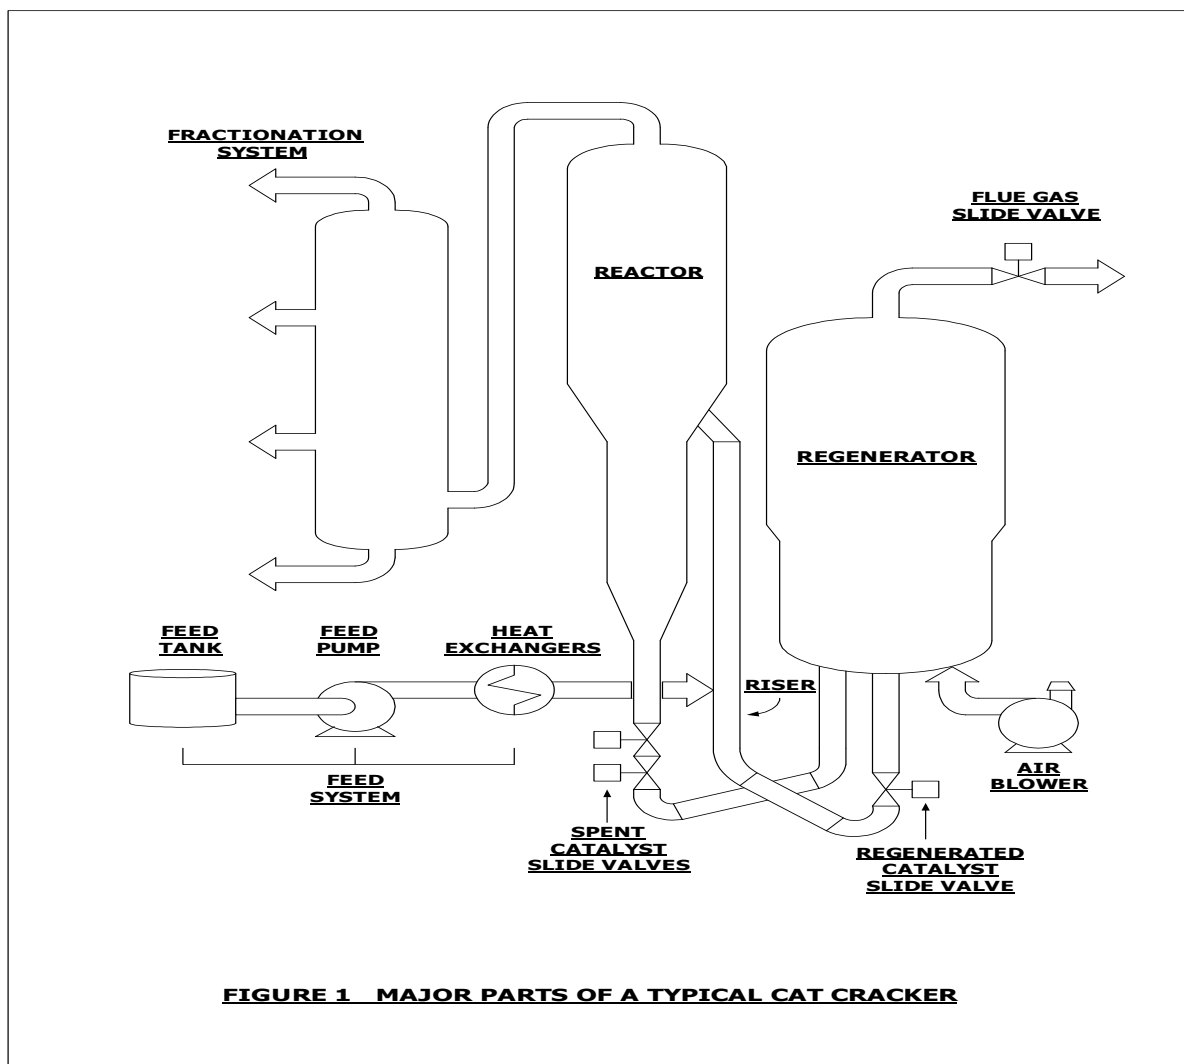 FRACTIONATION
SYSTEM
FLUE GAS
SLIDE VALVE
REACTOR
REGENERATOR
FEED
TANK
FEED
PUMP
HEAT
EXCHANGERS
RISER
FEED
SYSTEM
AIR
BLOWER
SPENT
CATALYST
SLIDE VALVES
REGENERATED
CATALYST
SLIDE VALVE
FIGURE 1 MAJOR PARTS OF A TYPICAL CAT CRACKER